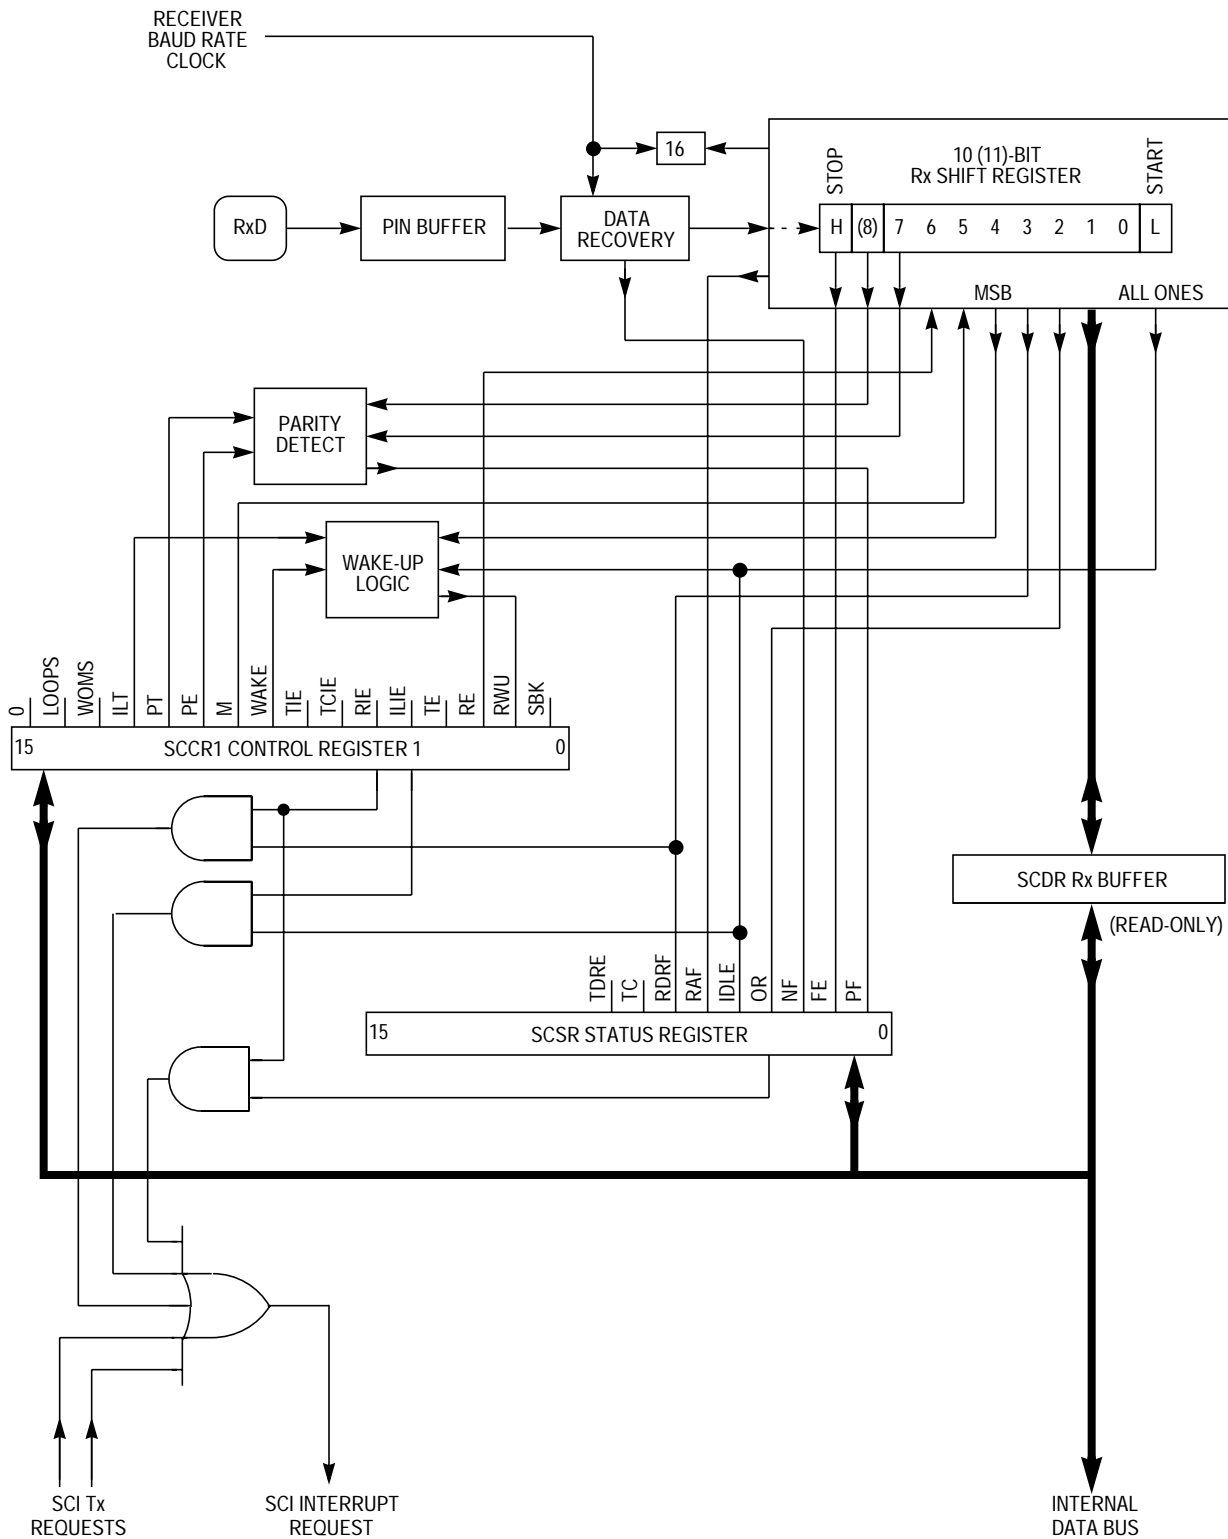 RECEIVER
BAUD RATE
CLOCK
16
10 (11)-BIT
Rx SHIFT REGISTER
STOP
START
RxD
PIN BUFFER
DATA
RECOVERY
H (8) 7 6 5 4 3 2 1 0 L
MSB
ALL ONES
PARITY
DETECT
WAKE-UP
LOGIC
0 LOOPS WOMS ILT PT PE M WAKE TIE TCIE RIE ILIE TE RE RWU SBK
15 SCCR1 CONTROL REGISTER 1 0
SCDR Rx BUFFER
(READ-ONLY)
TDRE TC RDRF RAF IDLE OR NF FE PF
15 SCSR STATUS REGISTER 0
SCI Tx
REQUESTS
SCI INTERRUPT
REQUEST
INTERNAL
DATA BUS